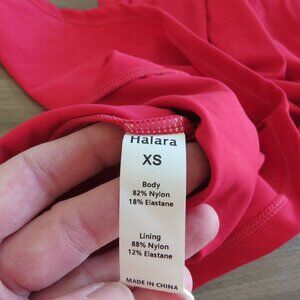 Halara
XS
Body
82% Nylon
18% Elastane
Lining
88% Nylon
12% Elastane
MADE IN CHINA